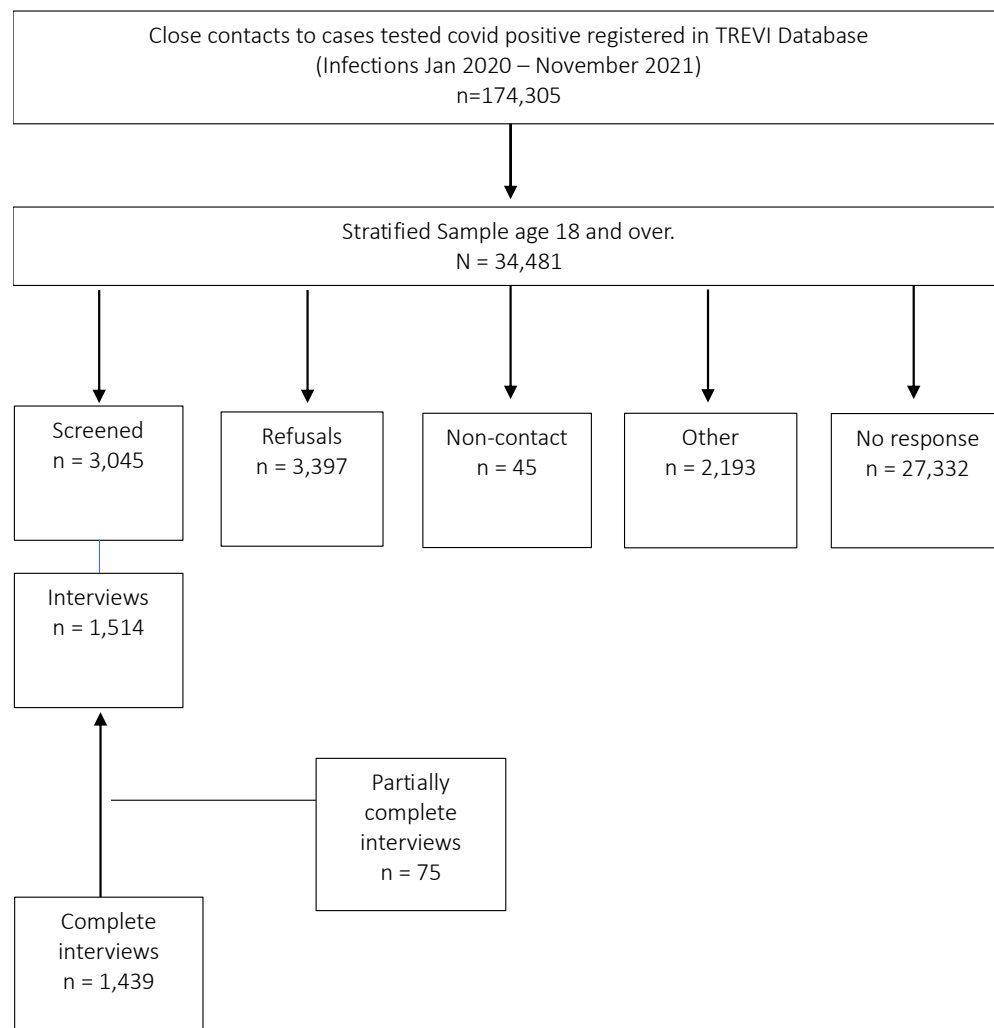 Close contacts to cases tested covid positive registered in TREVI Database
(Infections Jan 2020 – November 2021)
n=174,305
Stratified Sample age 18 and over.
N = 34,481
Screened
n = 3,045
Refusals
n = 3,397
Non-contact
n = 45
Other
n = 2,193
No response
n = 27,332
Interviews
n = 1,514
Partially
complete
interviews
n = 75
Complete
interviews
n = 1,439